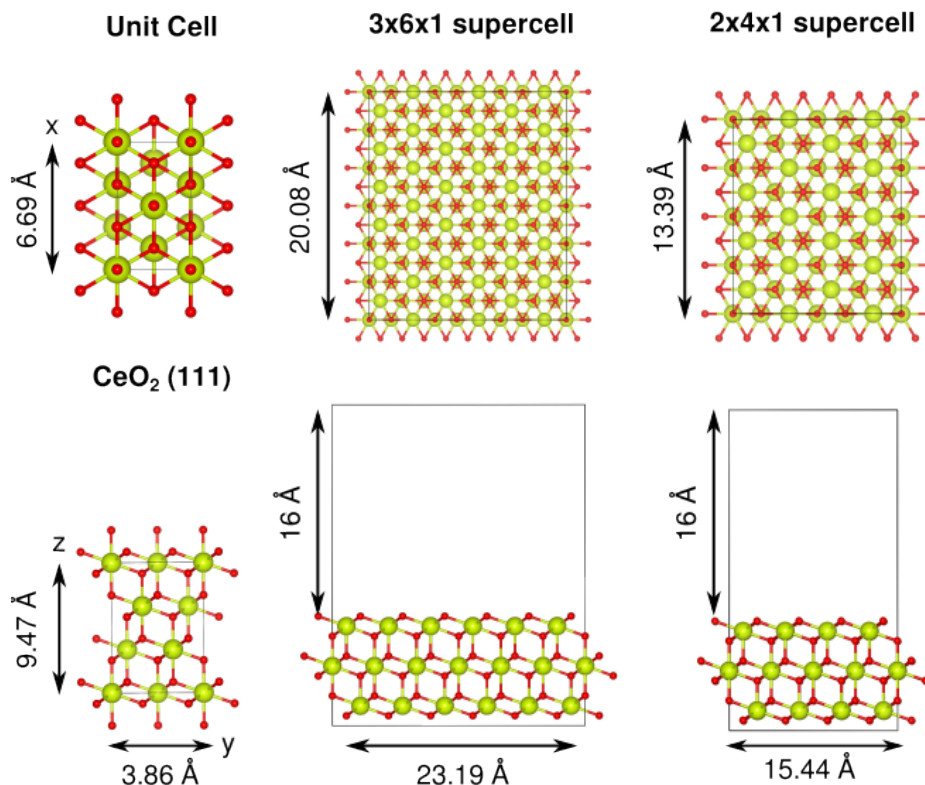 Unit Cell
3x6x1 supercell
2x4x1 supercell
x
6.69 Å
20.08 Å
13.39 Å
CeO₂ (111)
z
9.47 Å
16 Å
16 Å
y
3.86 Å
23.19 Å
15.44 Å